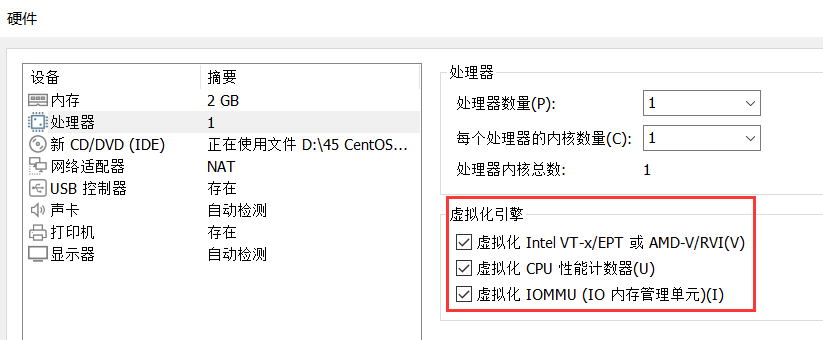 硬件
设备 摘要
内存 2 GB
处理器 1
新 CD/DVD (IDE) 正在使用文件 D:\45 CentOS...
网络适配器 NAT
USB 控制器 存在
声卡 自动检测
打印机 存在
显示器 自动检测
处理器
处理器数量(P): 1
每个处理器的内核数量(C): 1
处理器内核总数: 1
虚拟化引擎
虚拟化 Intel VT-x/EPT 或 AMD-V/RVI(V)
虚拟化 CPU 性能计数器(U)
虚拟化 IOMMU (IO 内存管理单元)(I)